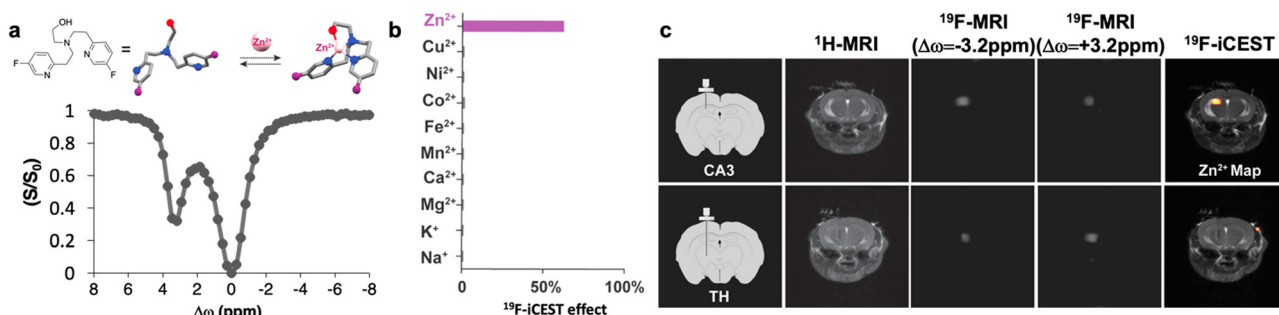 a
OH
N
N
N
F
F
=
Zn²⁺
Zn²⁺
(S/S₀)
1
0.8
0.6
0.4
0.2
0
8 6 4 2 0 -2 -4 -6 -8
Δω (ppm)
b
Zn²⁺
Cu²⁺
Ni²⁺
Co²⁺
Fe²⁺
Mn²⁺
Ca²⁺
Mg²⁺
K⁺
Na⁺
0 50% 100%
¹⁹F-iCEST effect
c
¹H-MRI
¹⁹F-MRI
(Δω=-3.2ppm)
¹⁹F-MRI
(Δω=+3.2ppm)
¹⁹F-iCEST
CA3
Zn²⁺ Map
TH